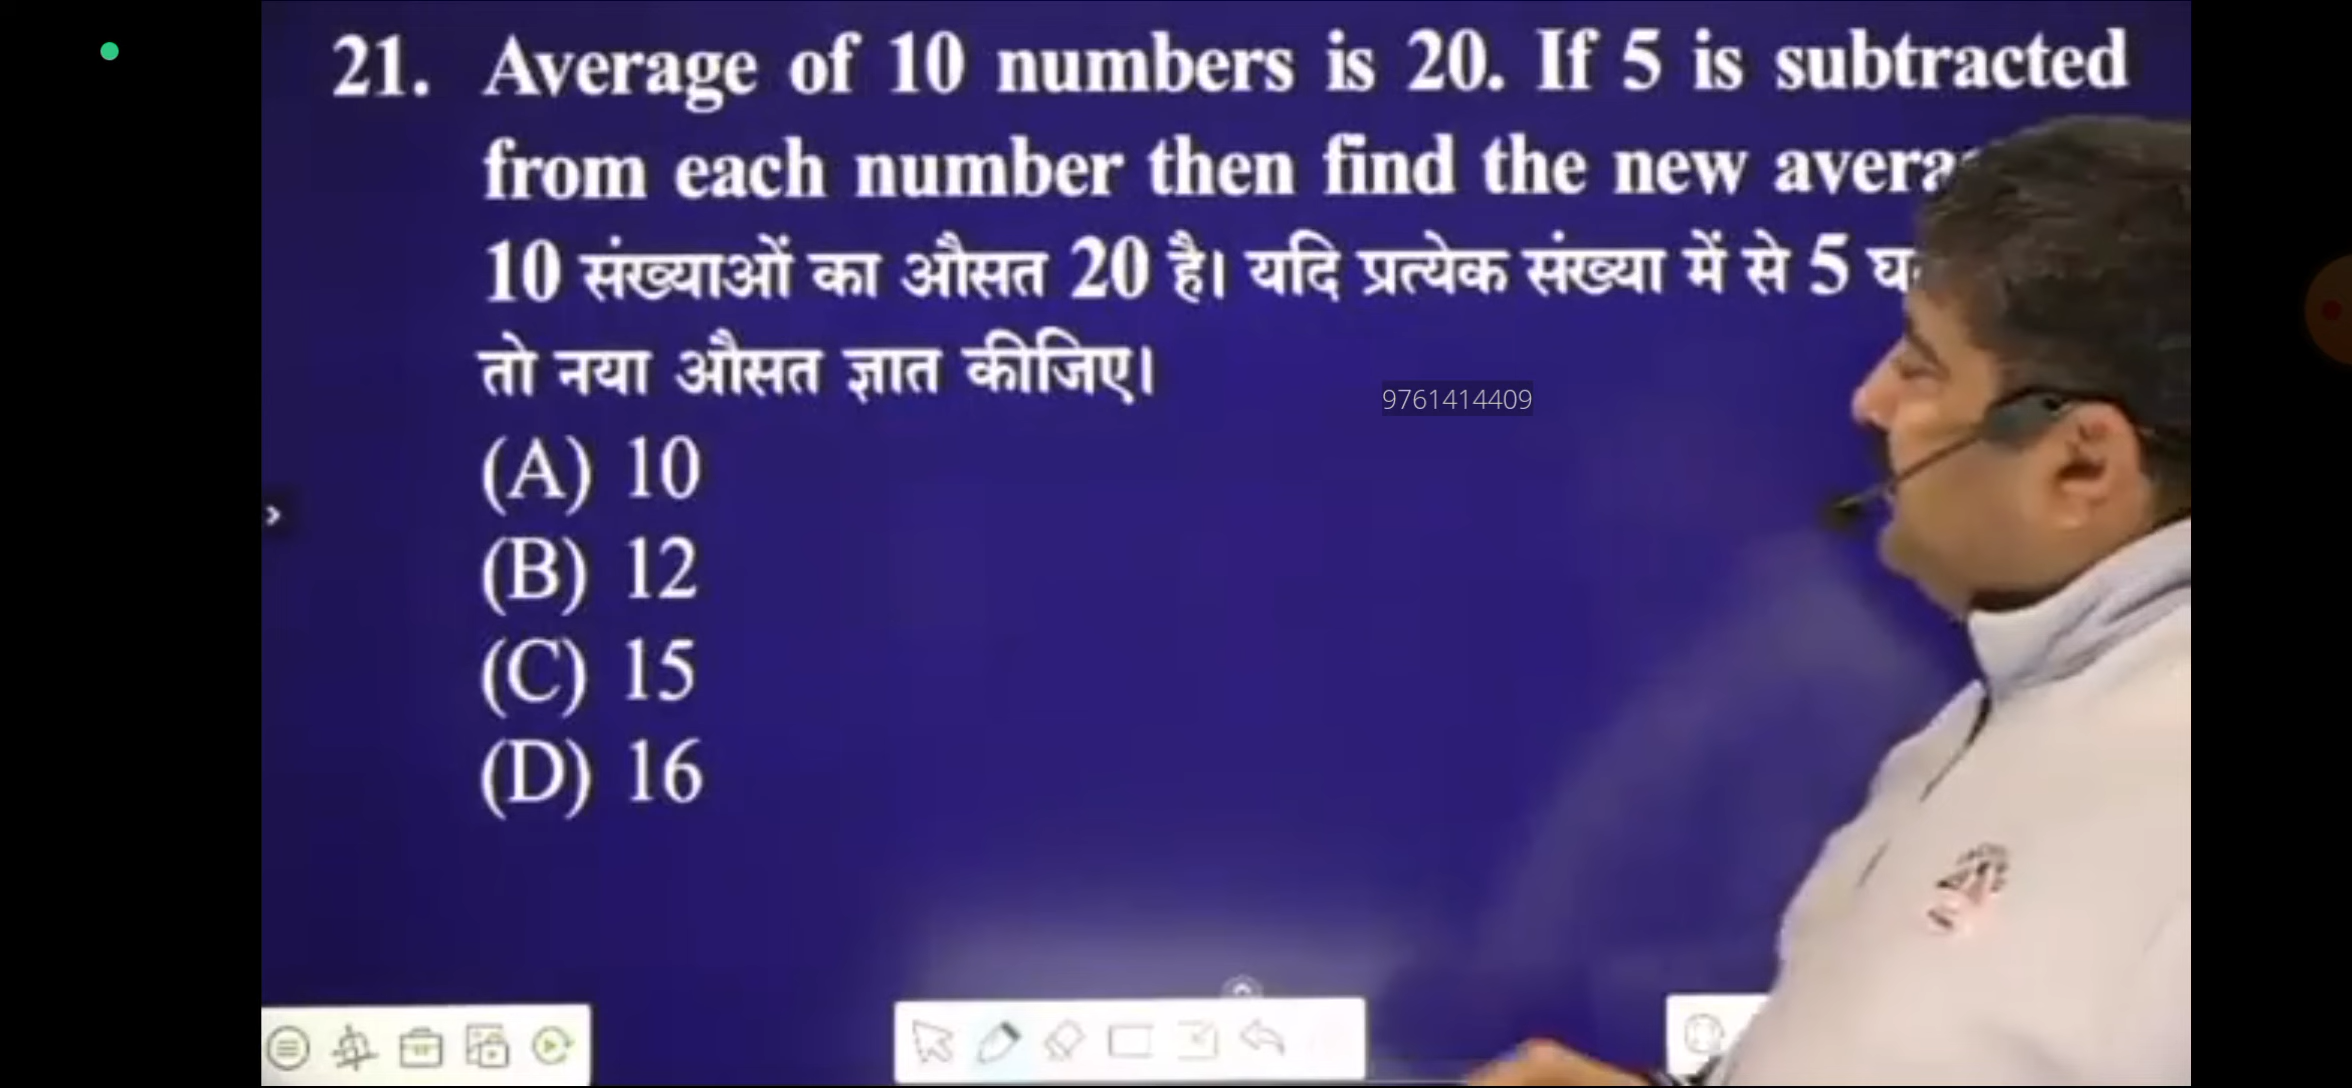 21. Average of 10 numbers is 20. If 5 is subtracted
from each number then find the new
10 संख्याओं का औसत 20 है। यदि प्रत्येक संख्या में से 5
तो नया औसत ज्ञात कीजिए।
9761414409
(A) 10
(B) 12
(C) 15
(D) 16